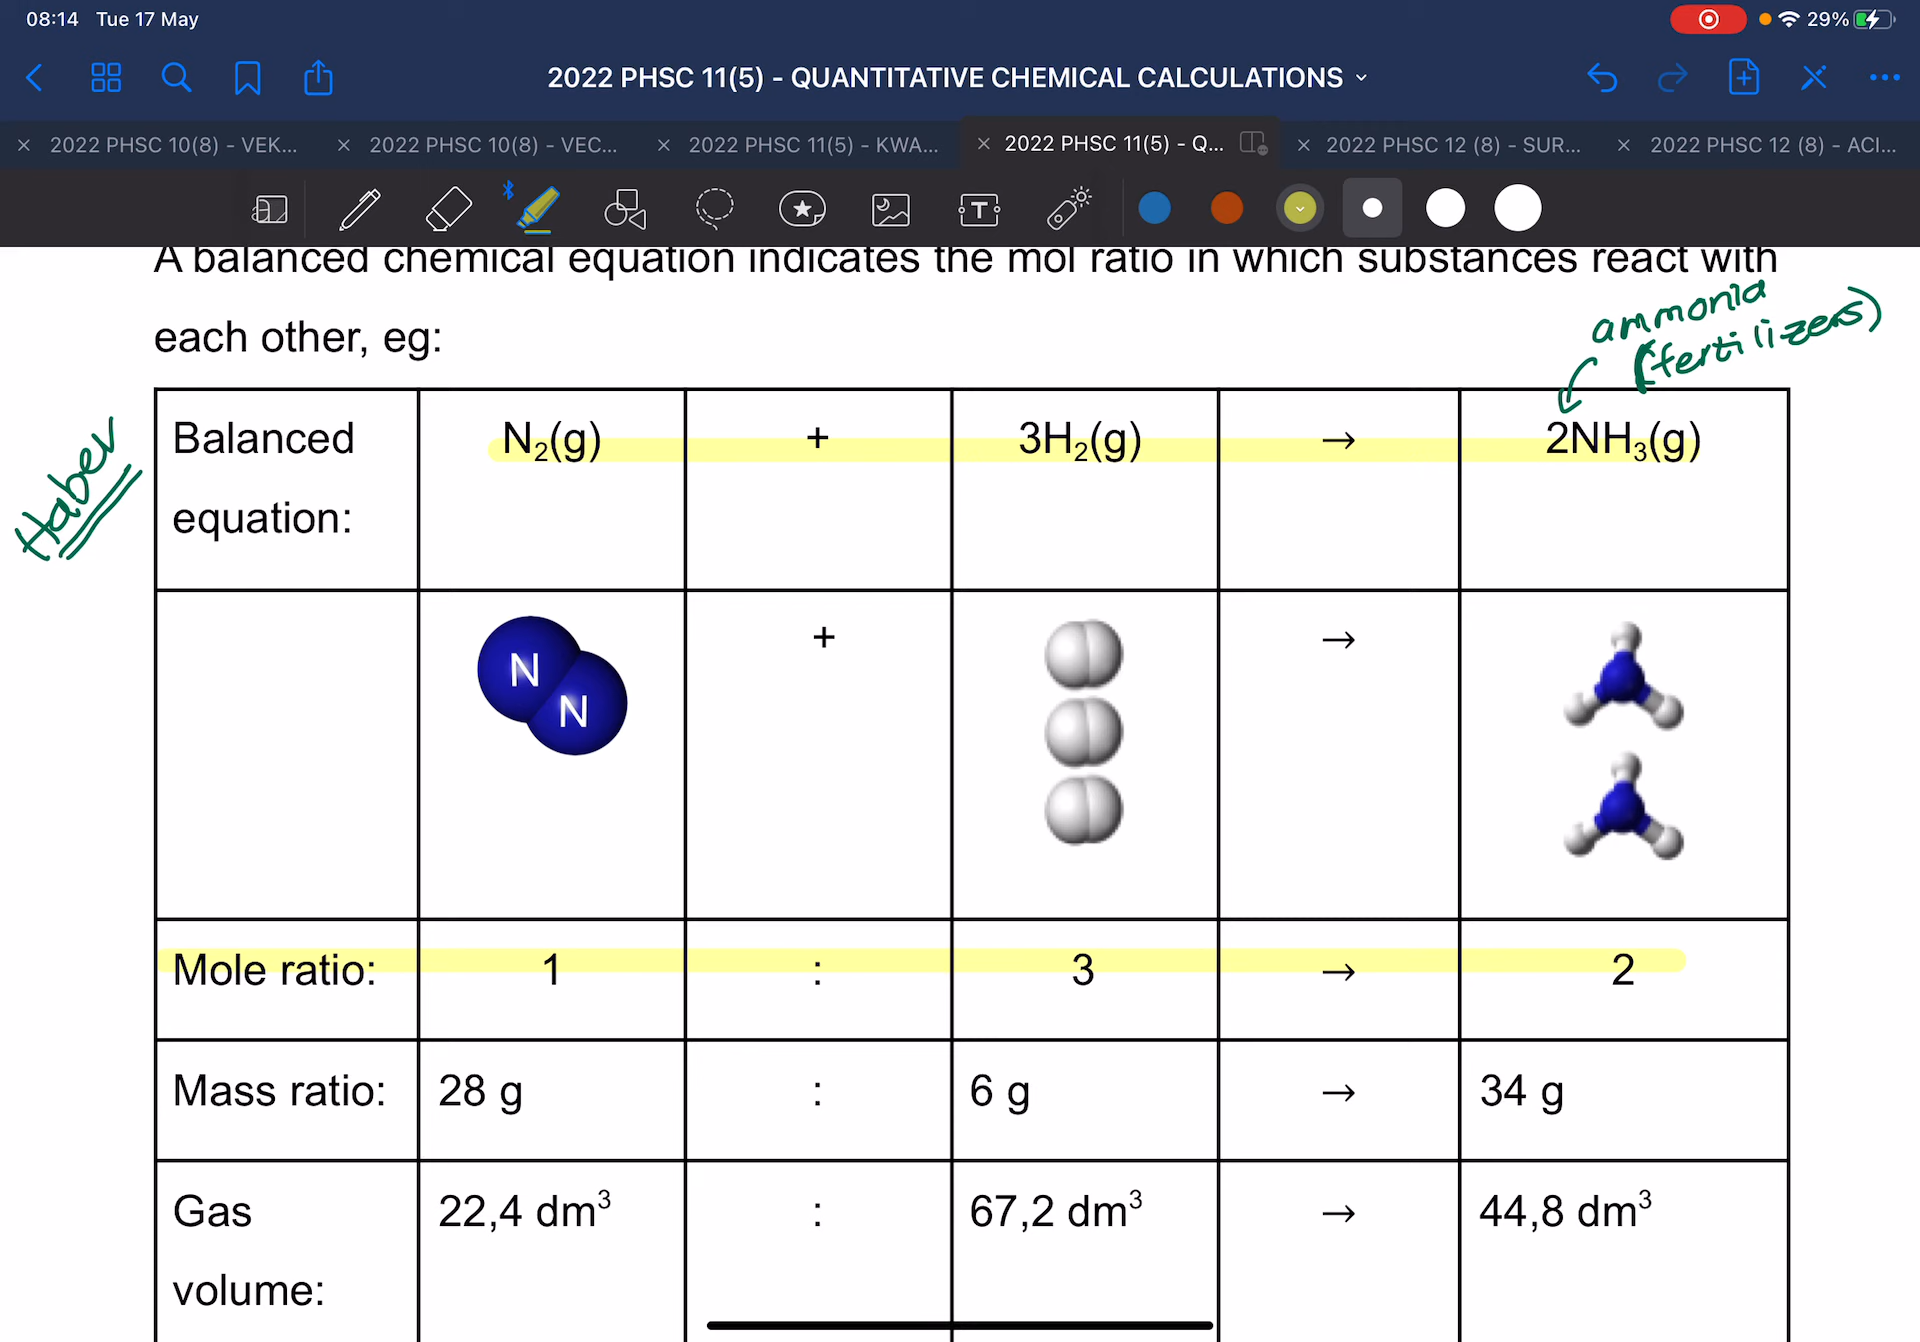 08:14 Tue 17 May
29%
2022 PHSC 11(5) - QUANTITATIVE CHEMICAL CALCULATIONS
2022 PHSC 10(8) - VEK...
2022 PHSC 10(8) - VEC...
2022 PHSC 11(5) - KWA...
2022 PHSC 11(5) - Q...
2022 PHSC 12 (8) - SUR...
2022 PHSC 12 (8) - ACI...
T
A balanced chemical equation indicates the mol ratio in which substances react with
each other, eg:
ammonia
(fertilizers)
Haber
Balanced equation: N₂(g) + 3H₂(g) → 2NH₃(g)
N
N
+ →
Mole ratio: 1 : 3 → 2
Mass ratio: 28 g : 6 g → 34 g
Gas volume: 22,4 dm³ : 67,2 dm³ → 44,8 dm³